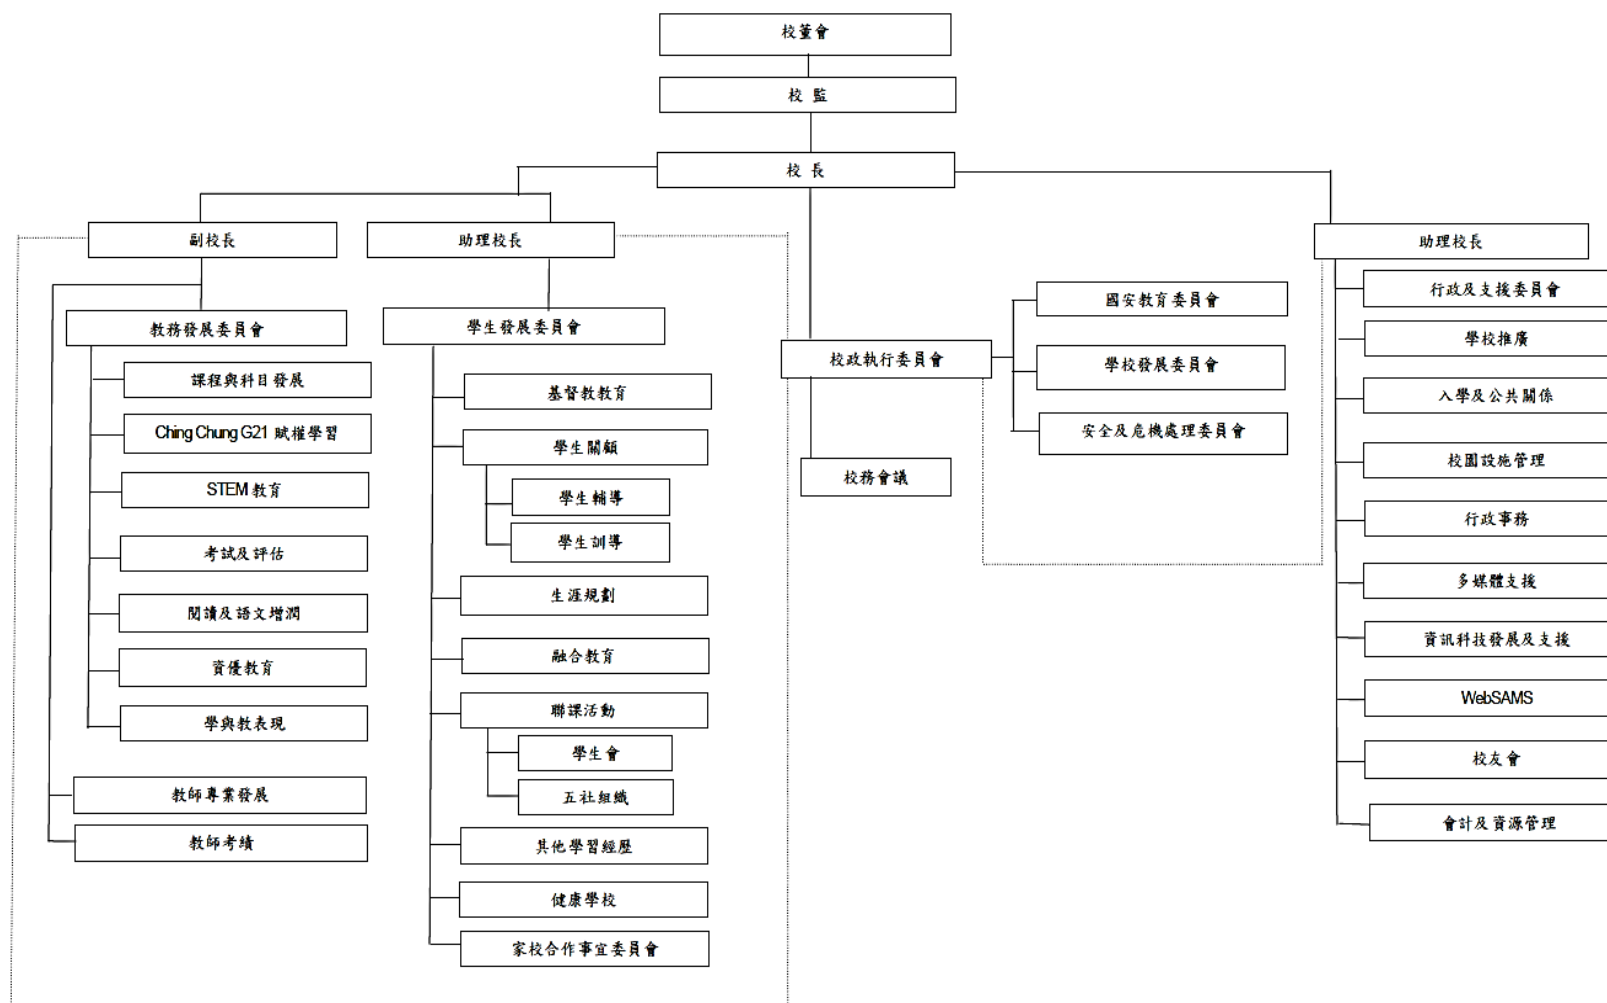 校董會
校 監
校 長
副校長
助理校長
助理校長
教務發展委員會
課程與科目發展
Ching Chung G21 賦權學習
STEM 教育
考試及評估
閱讀及語文增潤
資優教育
學與教表現
教師專業發展
教師考績
學生發展委員會
基督教教育
學生關顧
學生輔導
學生訓導
生涯規劃
融合教育
聯課活動
學生會
五社組織
其他學習經歷
健康學校
家校合作事宜委員會
校政執行委員會
校務會議
國安教育委員會
學校發展委員會
安全及危機處理委員會
行政及支援委員會
學校推廣
入學及公共關係
校園設施管理
行政事務
多媒體支援
資訊科技發展及支援
WebSAMS
校友會
會計及資源管理